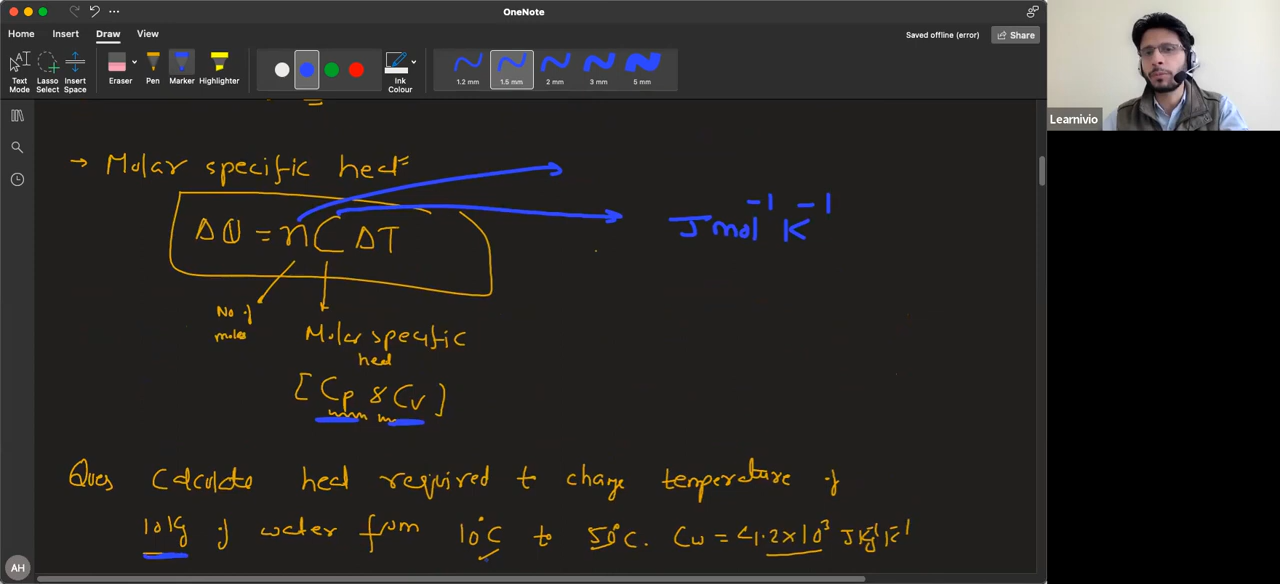 OneNote
Home Insert Draw View
Saved offline (error)
Share
Text Mode
Lasso Select
Insert Space
Eraser
Pen
Marker
Highlighter
Ink Colour
1.2 mm
1.5 mm
2 mm
3 mm
5 mm
Learnivio
→ Molar specific heat
ΔQ = nCΔT
J mol⁻¹ K⁻¹
No of
moles
Molar specific
heat
[Cp & Cv]
Ques Calculate heat required to change temperature of
10kg of water from 10°C to 50°C. Cw = 4.2×10³ J kg⁻¹ K⁻¹
AH